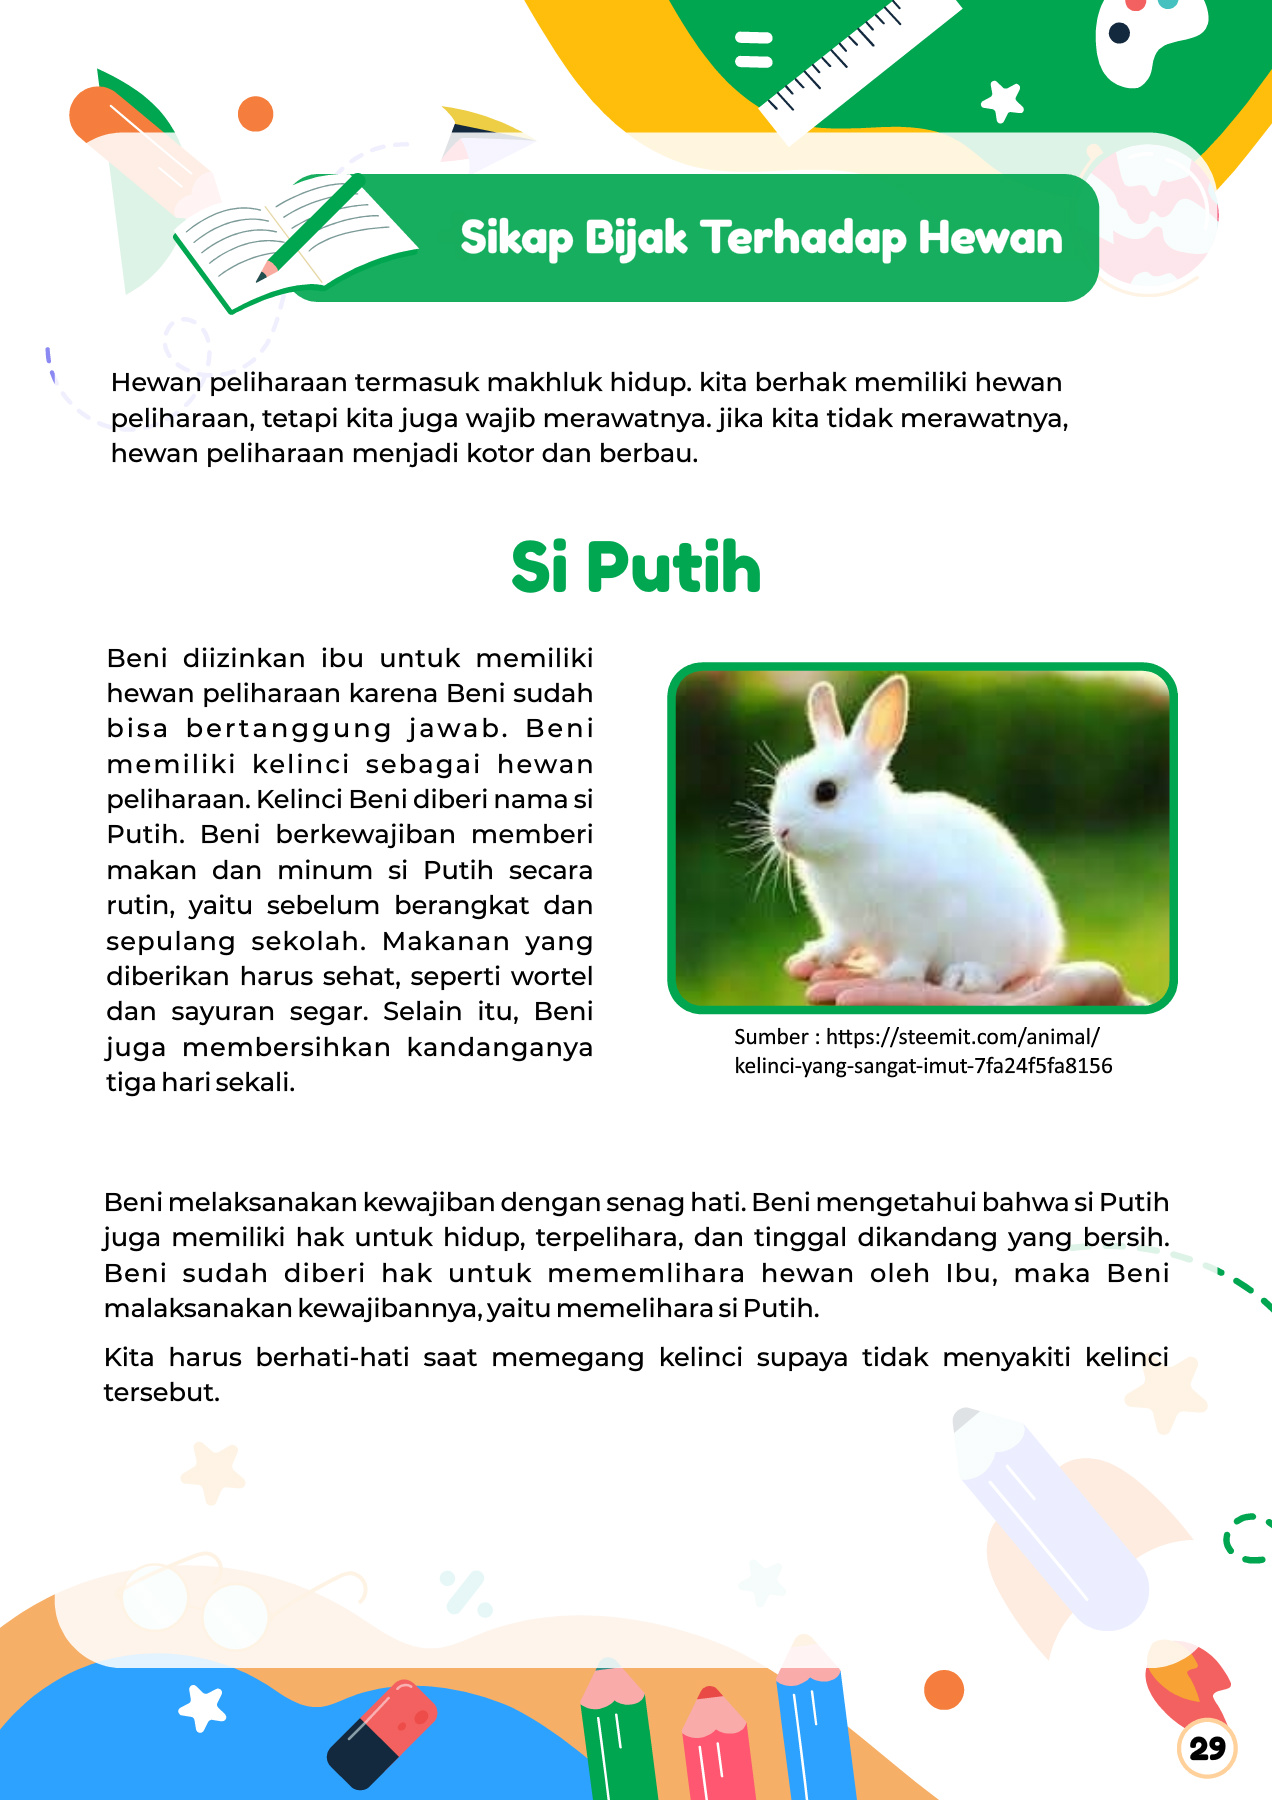 Sikap Bijak Terhadap Hewan
Hewan peliharaan termasuk makhluk hidup. kita berhak memiliki hewan
peliharaan, tetapi kita juga wajib merawatnya. jika kita tidak merawatnya,
hewan peliharaan menjadi kotor dan berbau.
Si Putih
Beni diizinkan ibu untuk memiliki
hewan peliharaan karena Beni sudah
bisa bertanggung jawab. Beni
memiliki kelinci sebagai hewan
peliharaan. Kelinci Beni diberi nama si
Putih. Beni berkewajiban memberi
makan dan minum si Putih secara
rutin, yaitu sebelum berangkat dan
sepulang sekolah. Makanan yang
diberikan harus sehat, seperti wortel
dan sayuran segar. Selain itu, Beni
juga membersihkan kandanganya
tiga hari sekali.
Sumber : https://steemit.com/animal/
kelinci-yang-sangat-imut-7fa24f5fa8156
Beni melaksanakan kewajiban dengan senag hati. Beni mengetahui bahwa si Putih
juga memiliki hak untuk hidup, terpelihara, dan tinggal dikandang yang bersih.
Beni sudah diberi hak untuk mememlihara hewan oleh Ibu, maka Beni
malaksanakan kewajibannya, yaitu memelihara si Putih.
Kita harus berhati-hati saat memegang kelinci supaya tidak menyakiti kelinci
tersebut.
29